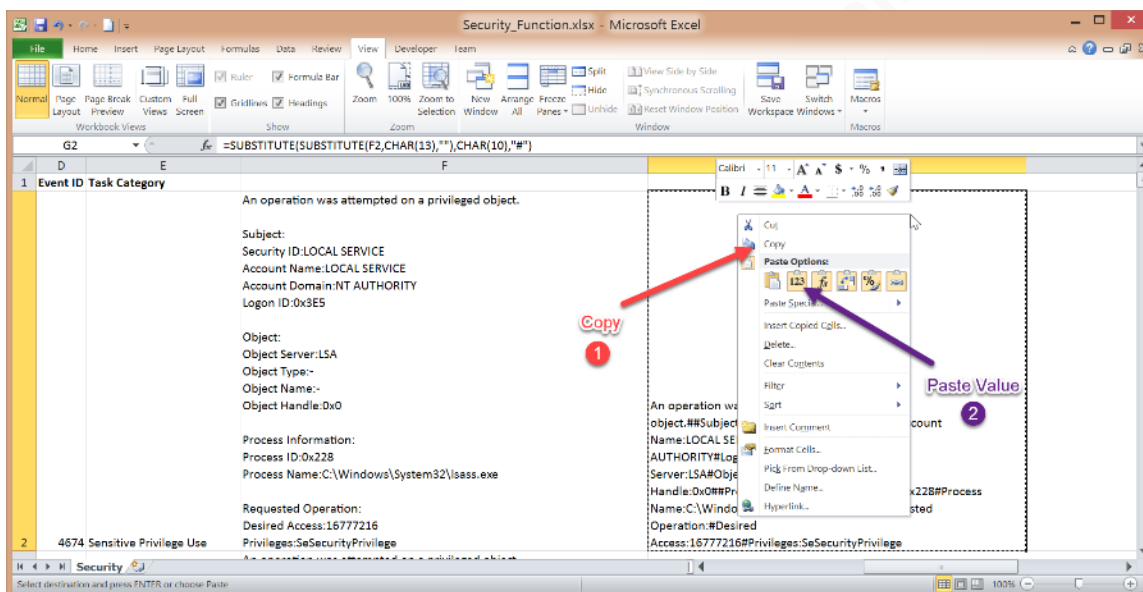 Security_Function.xlsx - Microsoft Excel
File Home Insert Page Layout Formulas Data Review View Developer Team
Normal Page Layout Page Break Preview Custom Views Full Screen
Workbook Views
Ruler Formula Bar
Gridlines Headings
Show
Zoom 100% Zoom to Selection
Zoom
New Window Arrange All Freeze Panes
Split
Hide
Unhide
View Side by Side
Synchronous Scrolling
Reset Window Position
Save Workspace Switch Windows
Window
Macros
Macros
G2 fx =SUBSTITUTE(SUBSTITUTE(F2,CHAR(13),""),CHAR(10),"#")
D E F
1 Event ID Task Category
An operation was attempted on a privileged object.
Subject:
Security ID:LOCAL SERVICE
Account Name:LOCAL SERVICE
Account Domain:NT AUTHORITY
Logon ID:0x3E5
Object:
Object Server:LSA
Object Type:-
Object Name:-
Object Handle:0x0
Process Information:
Process ID:0x228
Process Name:C:\Windows\System32\lsass.exe
Requested Operation:
Desired Access:16777216
2 4674 Sensitive Privilege Use Privileges:SeSecurityPrivilege
An operation was attempted on a privileged object.
Calibri 11 A A $ % ,
B I A
Cut
Copy
Paste Options:
123 fx %
Paste Special...
Insert Copied Cells...
Delete...
Clear Contents
Filter
Sort
Insert Comment
Format Cells...
Pick From Drop-down List...
Define Name...
Hyperlink...
Copy
1
Paste Value
2
An operation
object.##Subject count
Name:LOCAL
AUTHORITY#
Server:LSA#
Handle:0x0## x228#Process
Name:C:\
Operation:#Desired
Access:16777216#Privileges:SeSecurityPrivilege
Security
Select destination and press ENTER or choose Paste
100%